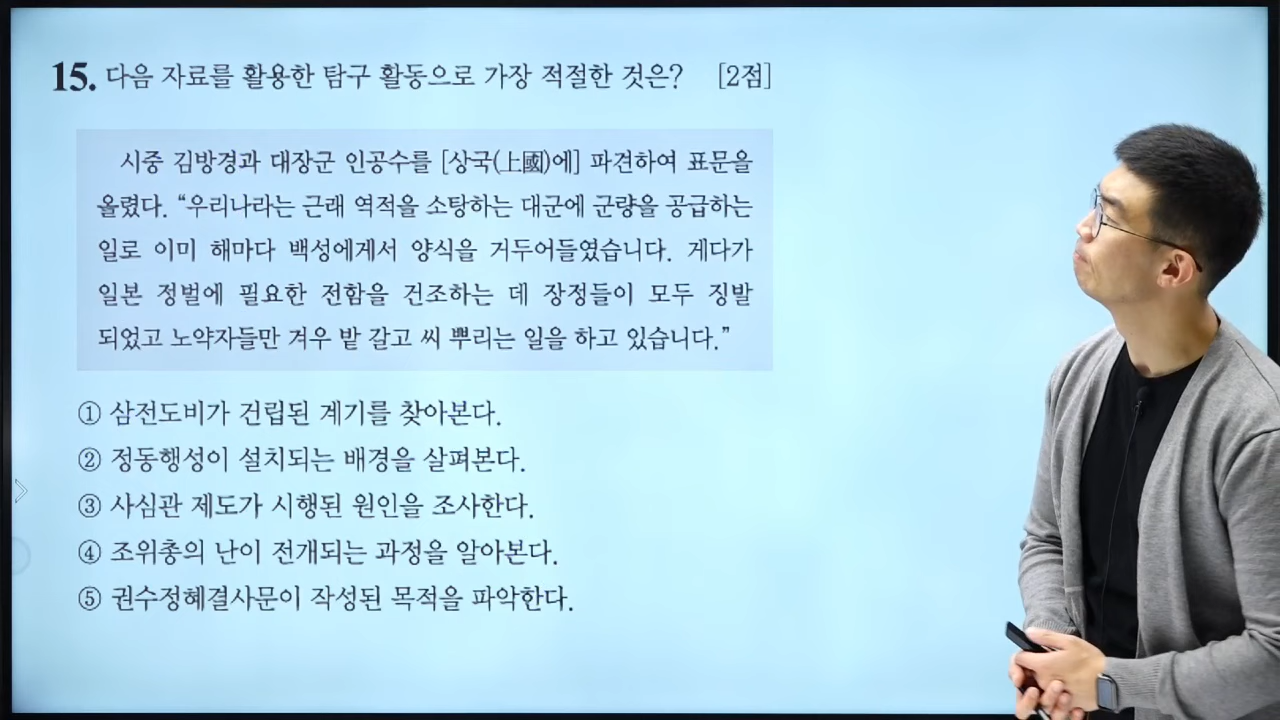 15. 다음 자료를 활용한 탐구 활동으로 가장 적절한 것은? [2점]
시중 김방경과 대장군 인공수를 [상국(上國)에] 파견하여 표문을
올렸다. “우리나라는 근래 역적을 소탕하는 대군에 군량을 공급하는
일로 이미 해마다 백성에게서 양식을 거두어들였습니다. 게다가
일본 정벌에 필요한 전함을 건조하는 데 장정들이 모두 징발
되었고 노약자들만 겨우 밭 갈고 씨 뿌리는 일을 하고 있습니다.”
① 삼전도비가 건립된 계기를 찾아본다.
② 정동행성이 설치되는 배경을 살펴본다.
③ 사심관 제도가 시행된 원인을 조사한다.
④ 조위총의 난이 전개되는 과정을 알아본다.
⑤ 권수정혜결사문이 작성된 목적을 파악한다.